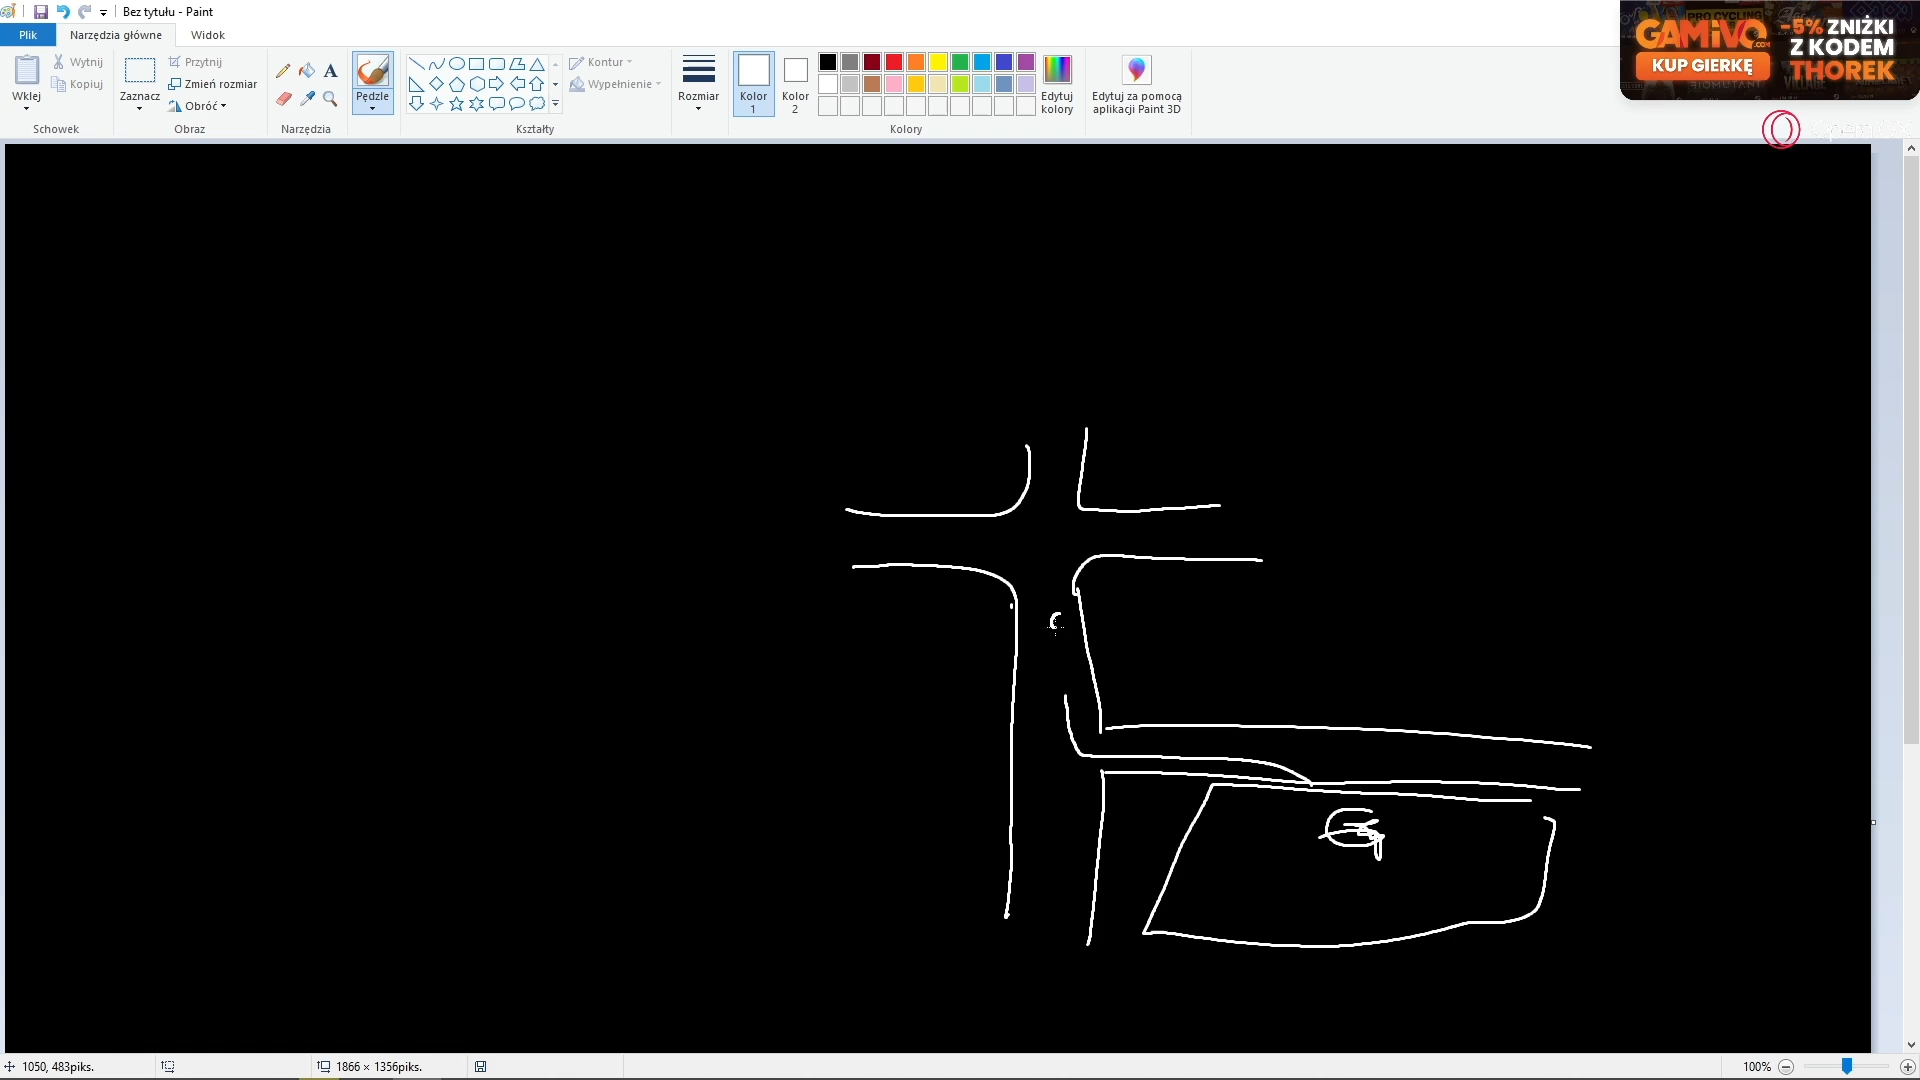 Bez tytułu - Paint
Plik
Narzędzia główne
Widok
Wklej
Wytnij
Kopiuj
Schowek
Zaznacz
Przytnij
Zmień rozmiar
Obróć
Obraz
A
Narzędzia
Pędzle
Kształty
Kontur
Wypełnienie
Rozmiar
Kolor
1
Kolor
2
Kolory
Edytuj
kolory
Edytuj za pomocą
aplikacji Paint 3D
GAMIVO.COM
KUP GIERKĘ
-5% ZNIŻKI
Z KODEM
THOREK
1050, 483piks.
1866 × 1356piks.
100%